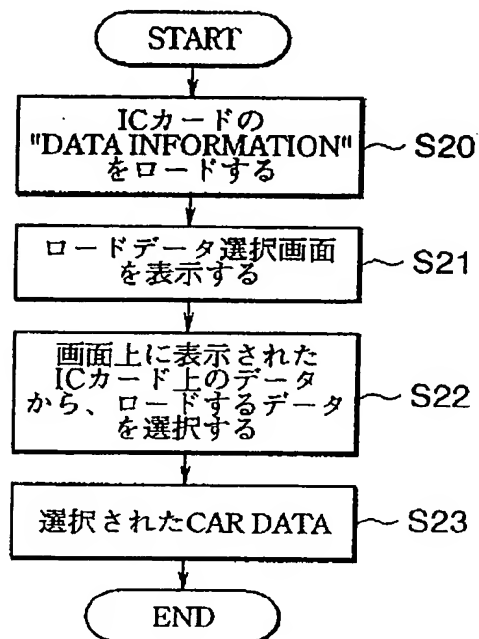 START
ICカードの
"DATA INFORMATION"
をロードする
S20
ロードデータ選択画面
を表示する
S21
画面上に表示された
ICカード上のデータ
から、ロードするデータ
を選択する
S22
選択されたCAR DATA
S23
END